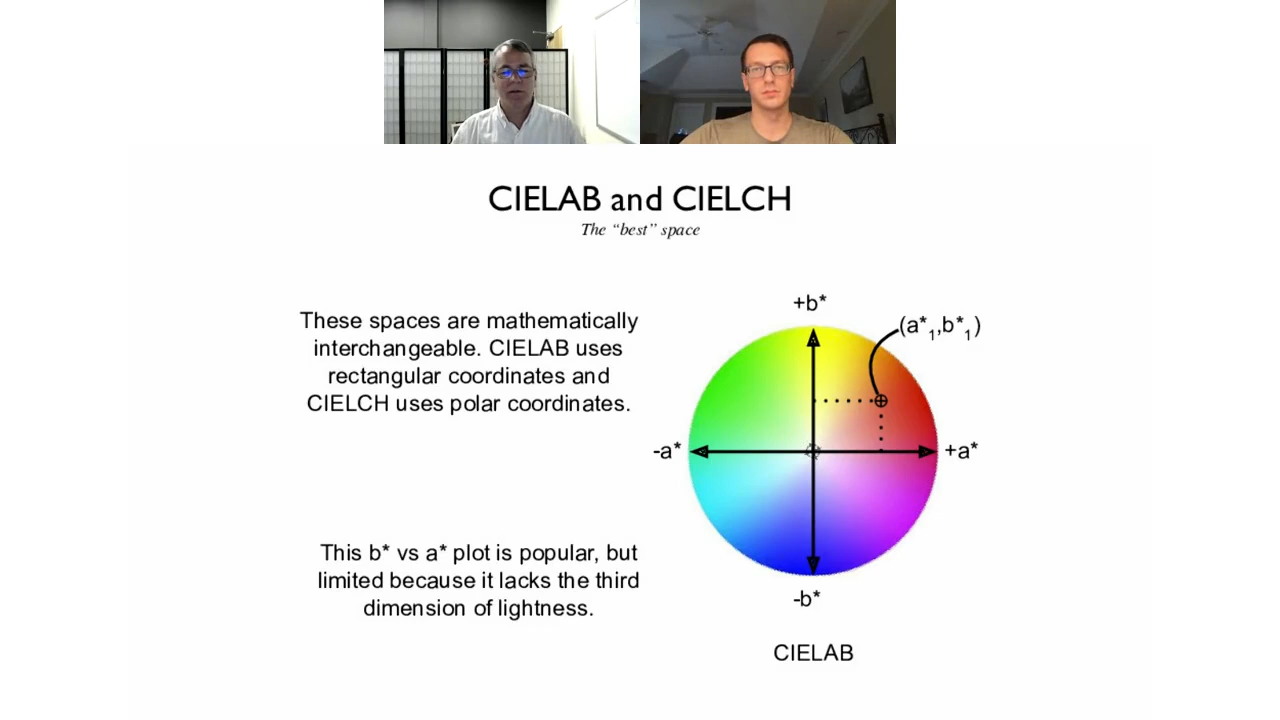 CIELAB and CIELCH
The “best” space
These spaces are mathematically
interchangeable. CIELAB uses
rectangular coordinates and
CIELCH uses polar coordinates.
This b* vs a* plot is popular, but
limited because it lacks the third
dimension of lightness.
+b*
(a*1,b*1)
-a*
+a*
-b*
CIELAB